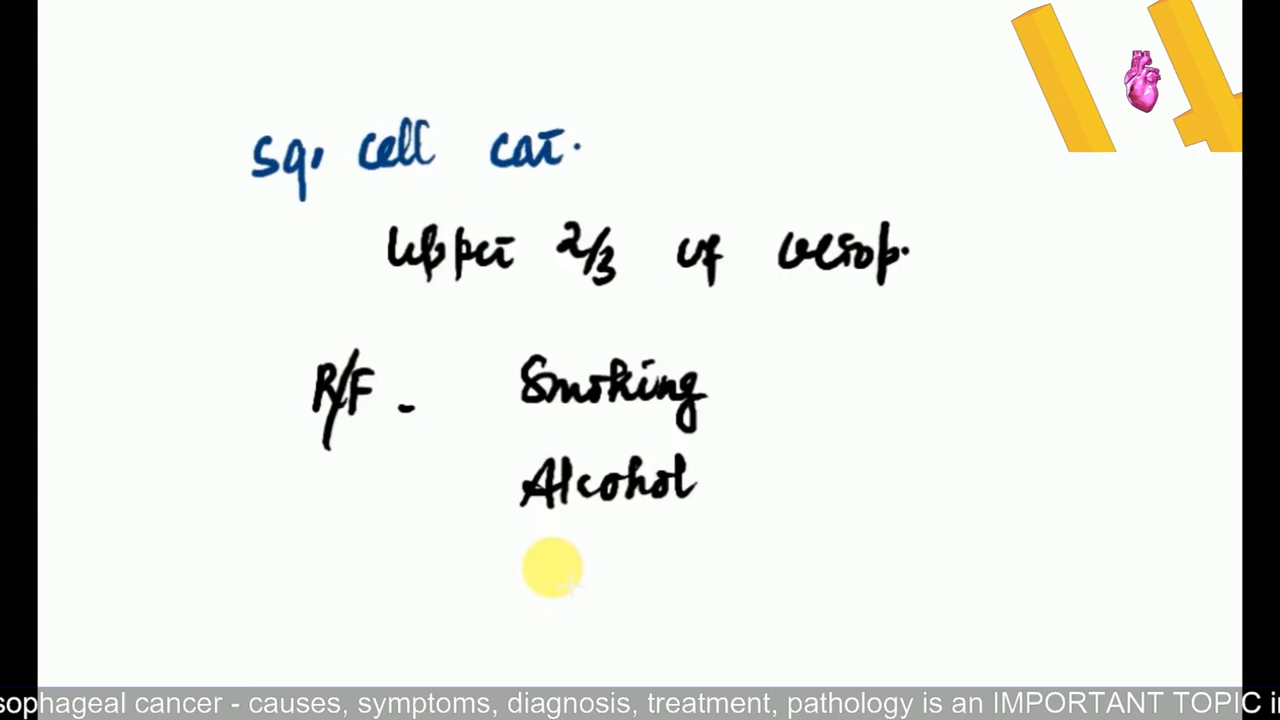 sq. cell car.
upper 2/3 of oesop.
R/F - Smoking
Alcohol
sophageal cancer - causes, symptoms, diagnosis, treatment, pathology is an IMPORTANT TOPIC i